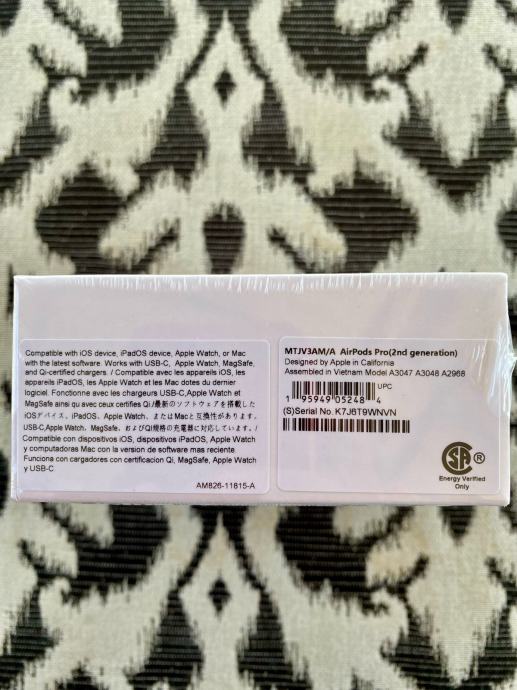 Compatible with iOS device, iPadOS device, Apple Watch, or Mac
with the latest software. Works with USB-C, Apple Watch, MagSafe,
and Qi-certified chargers. / Compatible avec les appareils iOS, les
appareils iPadOS, les Apple Watch et les Mac dotes du dernier
logiciel. Fonctionne avec les chargeurs USB-C,Apple Watch et
MagSafe ainsi qu avec ceux certifies Qi./最新のソフトウェアを搭載した
iOSデバイス、iPadOS、Apple Watch、またはMacと互換性があります。
USB-C,Apple Watch、MagSafe、およびQi規格の充電器に対応しています。/
Compatible con dispositivos iOS, dispositivos iPadOS, Apple Watch
y computadoras Mac con la version de software mas reciente
Funciona con cargadores con certificacion Qi, MagSafe, Apple Watch
y USB-C
AM826-11815-A
MTJV3AM/A AirPods Pro(2nd generation)
Designed by Apple in California
Assembled in Vietnam Model A3047 A3048 A2968
UPC
1 95949 05248 4
(S)Serial No. K7J6T9WNVN
SA ®
Energy Verified
Only